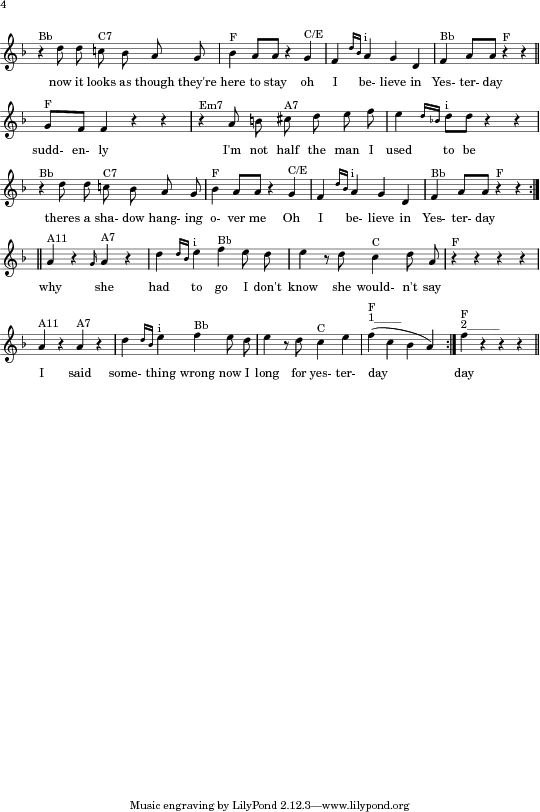 4
Bb C7 F C/E i Bb F
now it looks as though they're here to stay oh I be- lieve in Yes- ter- day
F Em7 A7 i
sudd- en- ly I'm not half the man I used to be
Bb C7 F C/E i Bb F
theres a sha- dow hang- ing o- ver me Oh I be- lieve in Yes- ter- day
A11 A7 i Bb C F
why she had to go I don't know she would- n't say
F F
A11 A7 i Bb C 1____ 2_____
I said some- thing wrong now I long for yes- ter- day day
Music engraving by LilyPond 2.12.3—www.lilypond.org